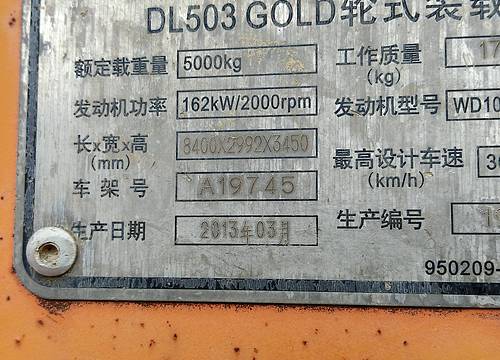 DL503 GOLD轮式装载
额定载重量 5000kg 工作质量 (kg) 17
发动机功率 162kW/2000rpm 发动机型号 WD10
长x宽x高 (mm) 8400X2992X3450 最高设计车速 (km/h)
车架号 A19745
生产日期 2013年03月 生产编号
950209-